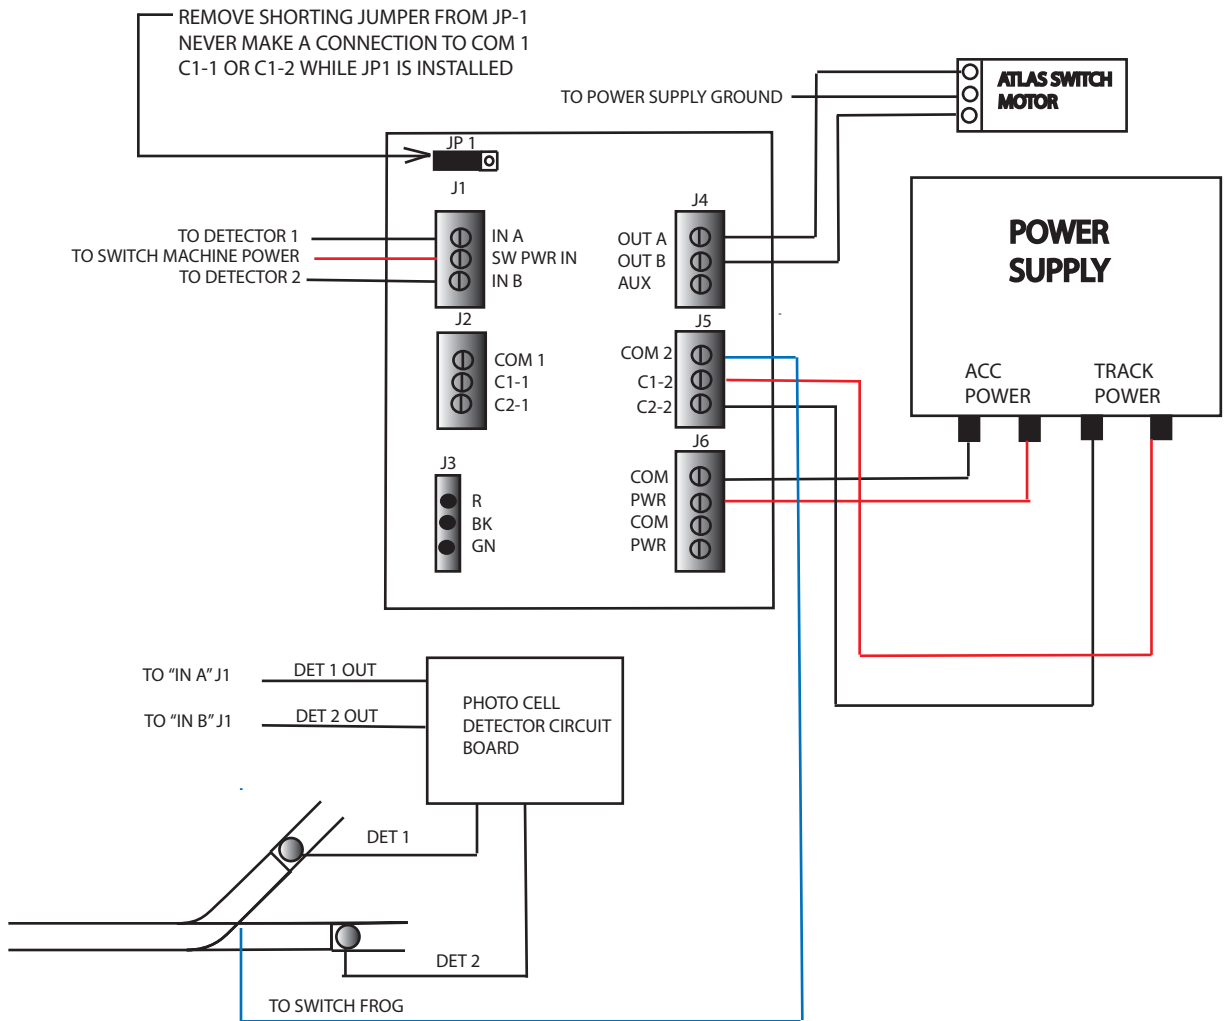 REMOVE SHORTING JUMPER FROM JP-1
NEVER MAKE A CONNECTION TO COM 1
C1-1 OR C1-2 WHILE JP1 IS INSTALLED
TO POWER SUPPLY GROUND
ATLAS SWITCH
MOTOR
JP 1
J1
TO DETECTOR 1
TO SWITCH MACHINE POWER
TO DETECTOR 2
IN A
SW PWR IN
IN B
J4
OUT A
OUT B
AUX
POWER
SUPPLY
ACC
POWER
TRACK
POWER
J2
COM 1
C1-1
C2-1
J5
COM 2
C1-2
C2-2
J3
R
BK
GN
J6
COM
PWR
COM
PWR
TO “IN A” J1
DET 1 OUT
TO “IN B” J1
DET 2 OUT
PHOTO CELL
DETECTOR CIRCUIT
BOARD
DET 1
DET 2
TO SWITCH FROG